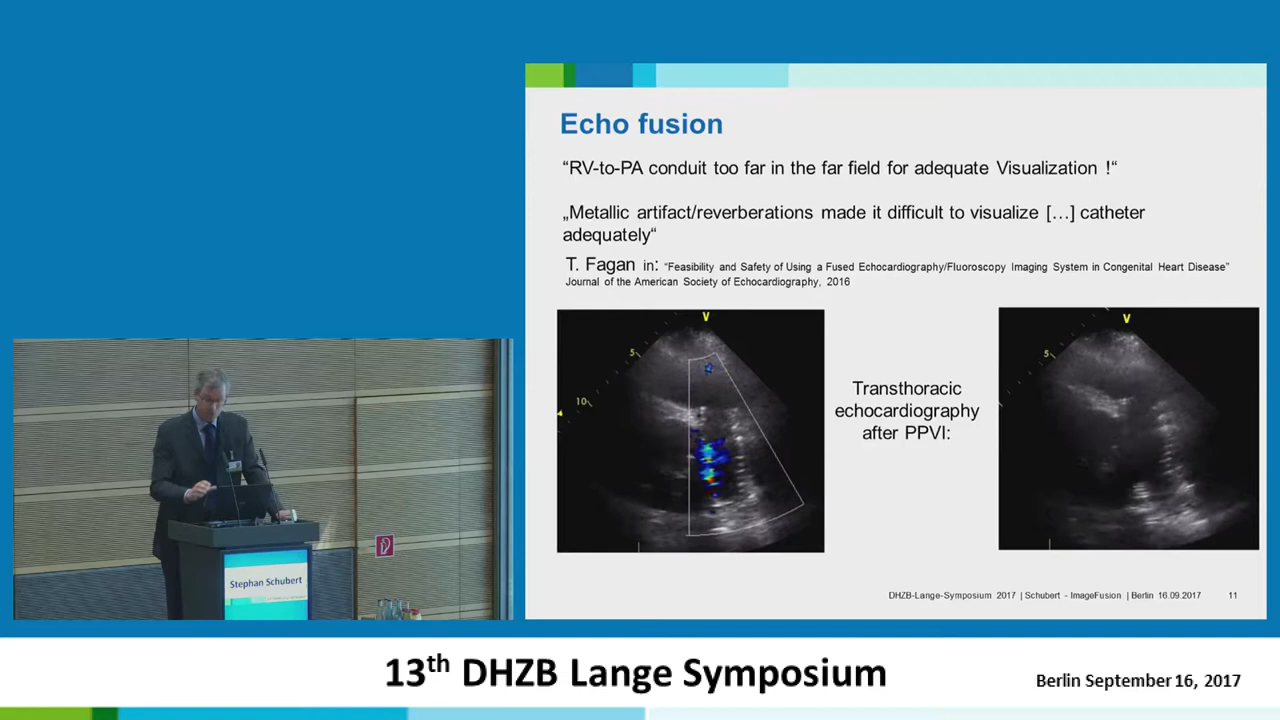 Echo fusion
“RV-to-PA conduit too far in the far field for adequate Visualization !“
„Metallic artifact/reverberations made it difficult to visualize […] catheter
adequately“
T. Fagan in: “Feasibility and Safety of Using a Fused Echocardiography/Fluoroscopy Imaging System in Congenital Heart Disease”
Journal of the American Society of Echocardiography, 2016
V
5
10
Transthoracic
echocardiography
after PPVI:
V
5
DHZB-Lange-Symposium 2017 | Schubert - ImageFusion | Berlin 16.09.2017 11
Stephan Schubert
13th DHZB Lange Symposium
Berlin September 16, 2017